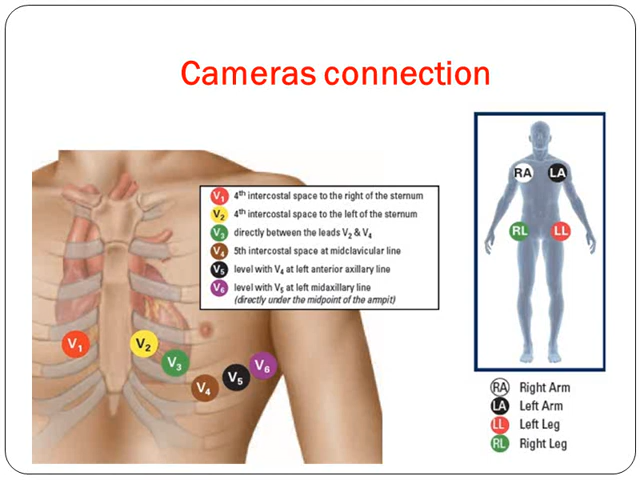 Cameras connection
V1 4th intercostal space to the right of the sternum
V2 4th intercostal space to the left of the sternum
V3 directly between the leads V2 & V4
V4 5th intercostal space at midclavicular line
V5 level with V4 at left anterior axillary line
V6 level with V5 at left midaxillary line
(directly under the midpoint of the armpit)
V1
V2
V3
V4
V5
V6
RA LA
RL LL
RA Right Arm
LA Left Arm
LL Left Leg
RL Right Leg